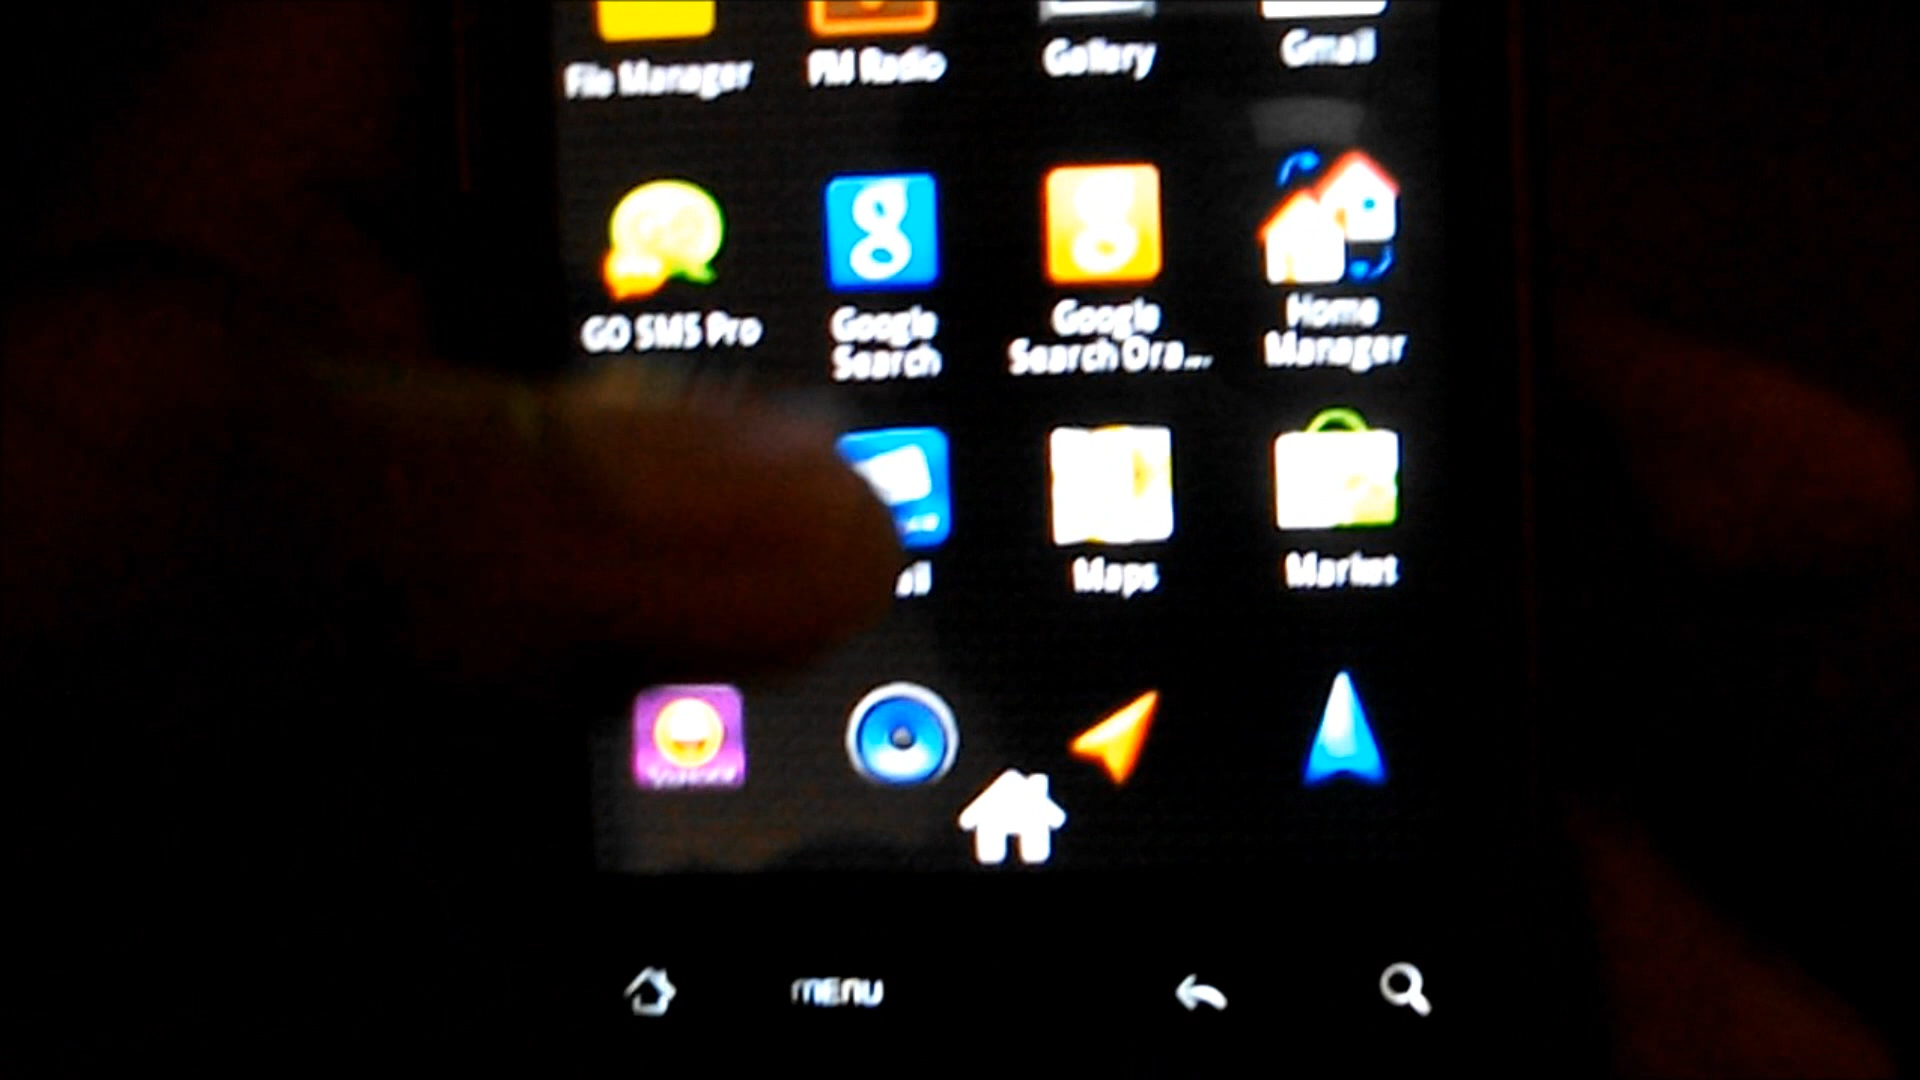 File Manager
FM Radio
Gallery
Gmail
GO SMS Pro
Google
Search
Google
Search Ora...
Home
Manager
Maps
Market
MENU